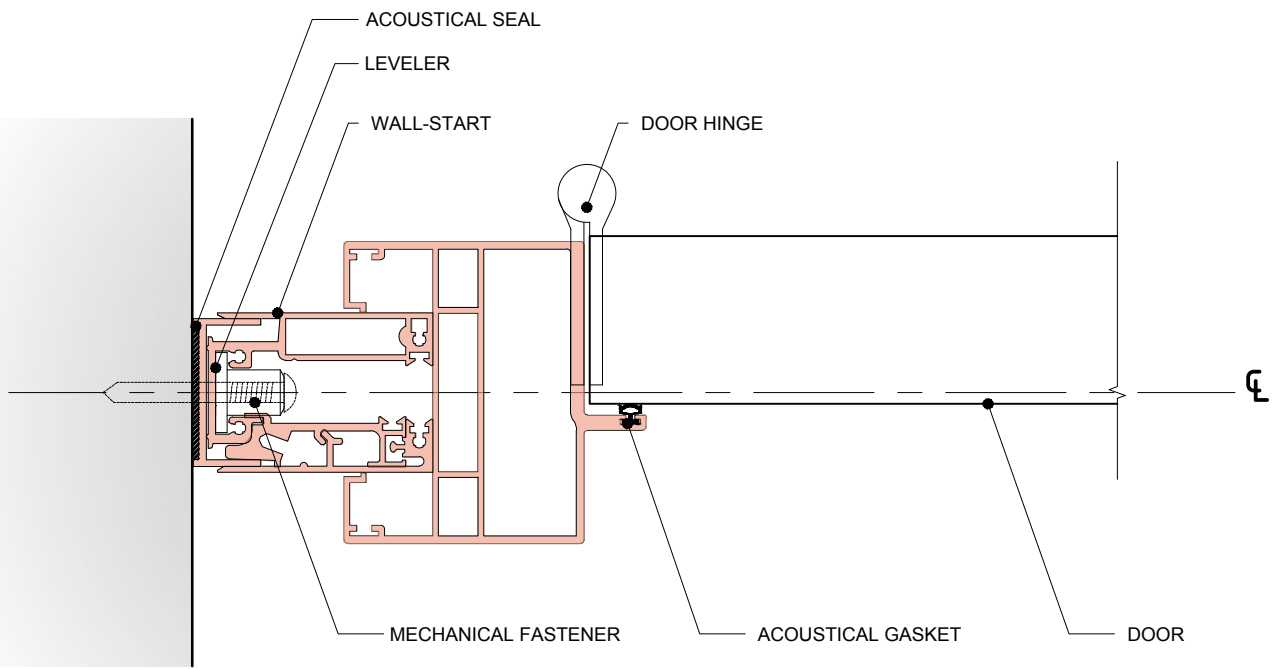 ACOUSTICAL SEAL
LEVELER
WALL-START
DOOR HINGE
℄
MECHANICAL FASTENER
ACOUSTICAL GASKET
DOOR